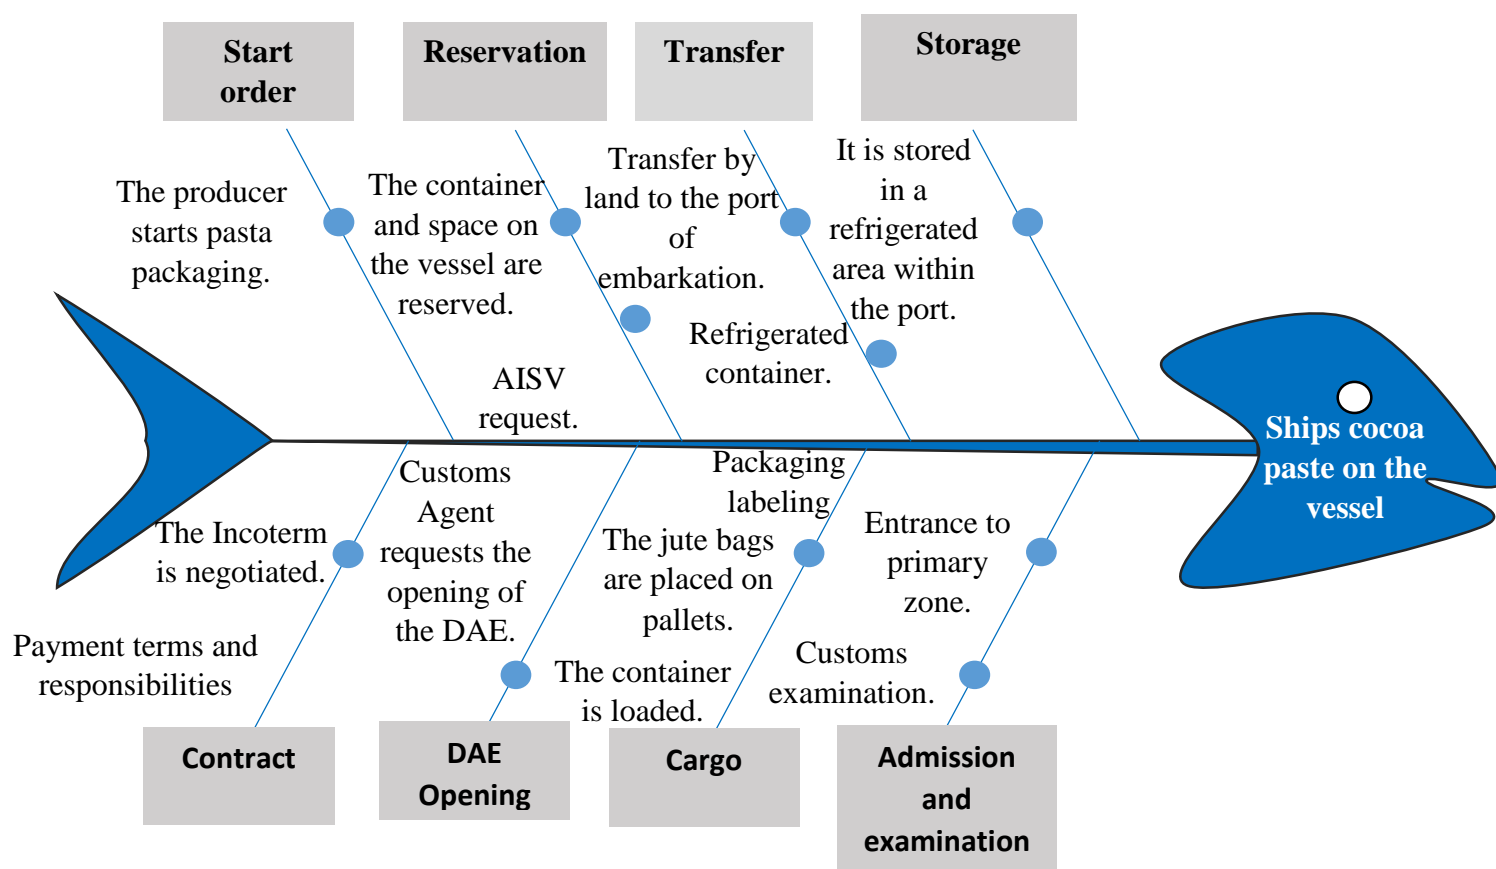 Start
order
Reservation
Transfer
Storage
The producer
starts pasta
packaging.
The container
and space on
the vessel are
reserved.
AISV
request.
Transfer by
land to the port
of
embarkation.
Refrigerated
container.
It is stored
in a
refrigerated
area within
the port.
Ships cocoa
paste on the
vessel
The Incoterm
is negotiated.
Payment terms and
responsibilities
Customs
Agent
requests the
opening of
the DAE.
Packaging
labeling
The jute bags
are placed on
pallets.
The container
is loaded.
Entrance to
primary
zone.
Customs
examination.
Contract
DAE
Opening
Cargo
Admission
and
examination